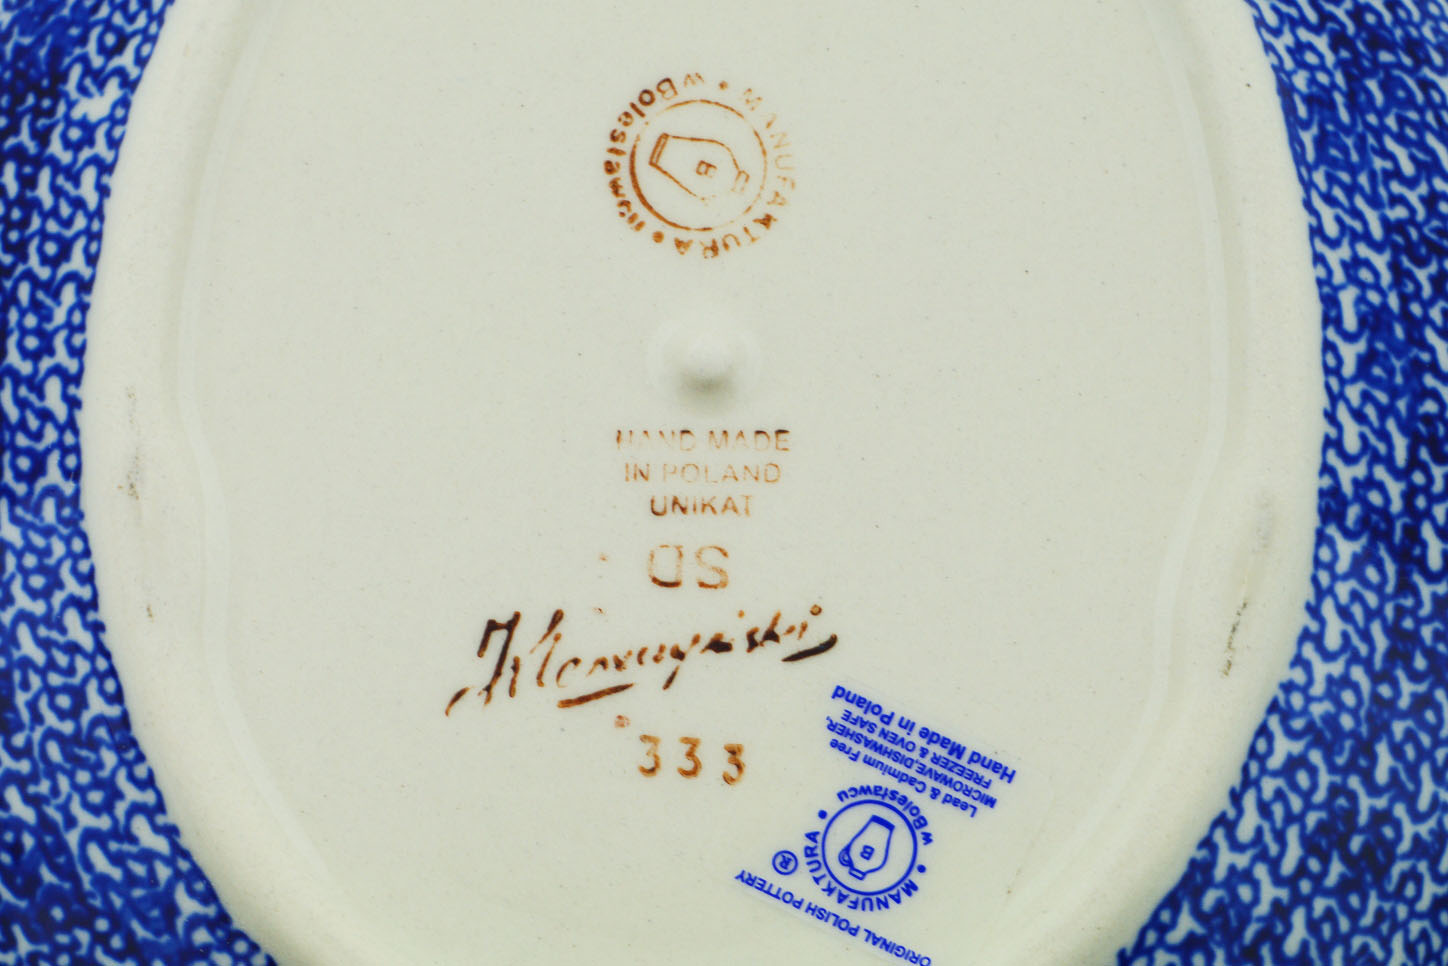 MANUFAKTURA • w Bolesławcu •
B
HAND MADE
IN POLAND
UNIKAT
SD
333
ORIGINAL POLISH POTTERY
®
MANUFAKTURA • w Bolesławcu •
B
Lead & Cadmium Free
MICROWAVE,DISHWASHER,
FREEZER & OVEN SAFE
Hand Made in Poland